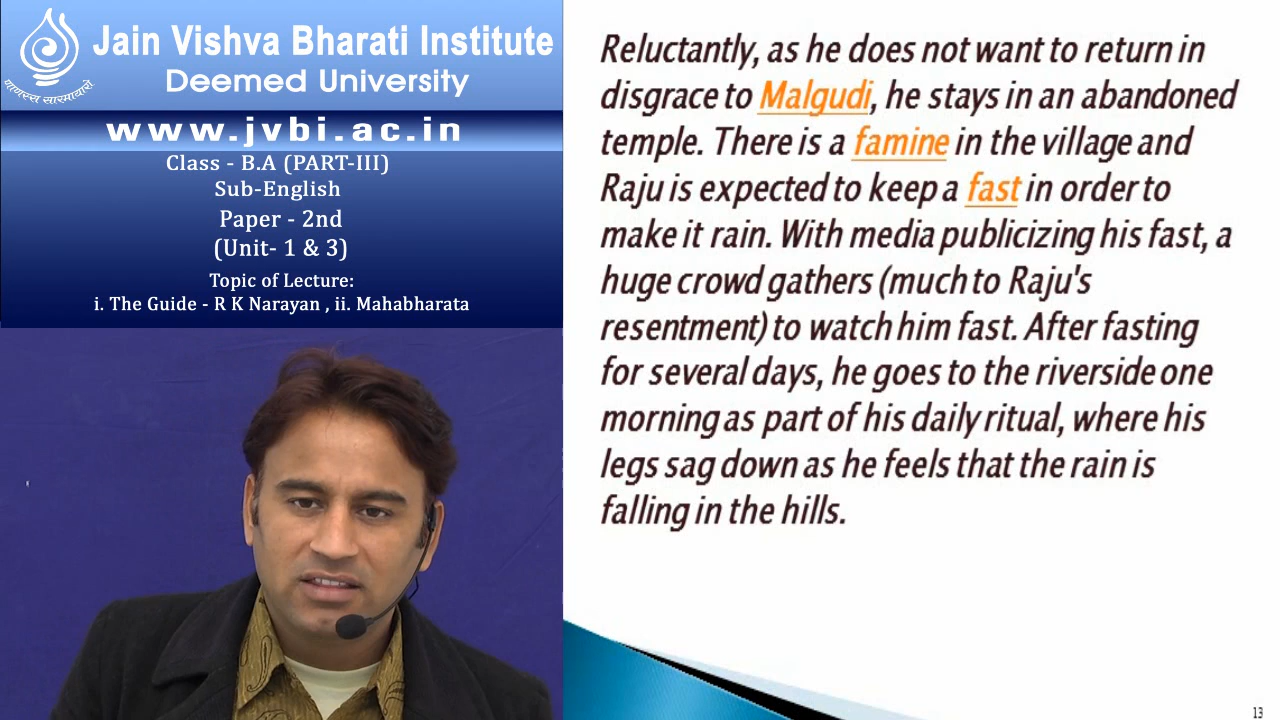 Jain Vishva Bharati Institute
Deemed University
णाणस्स सारमायारो
www.jvbi.ac.in
Class - B.A (PART-III)
Sub-English
Paper - 2nd
(Unit- 1 & 3)
Topic of Lecture:
i. The Guide - R K Narayan , ii. Mahabharata
Reluctantly, as he does not want to return in
disgrace to Malgudi, he stays in an abandoned
temple. There is a famine in the village and
Raju is expected to keep a fast in order to
make it rain. With media publicizing his fast, a
huge crowd gathers (much to Raju's
resentment) to watch him fast. After fasting
for several days, he goes to the riverside one
morning as part of his daily ritual, where his
legs sag down as he feels that the rain is
falling in the hills.
13